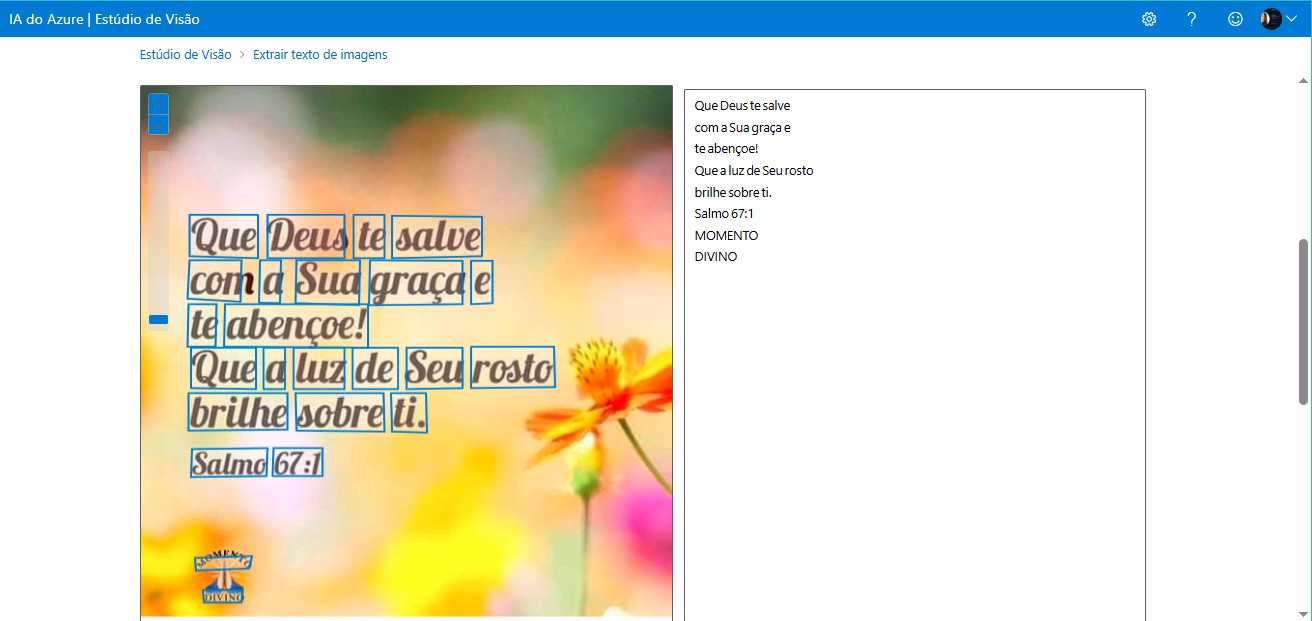 IA do Azure | Estúdio de Visão
Estúdio de Visão > Extrair texto de imagens
Que Deus te salve
com a Sua graça e
te abençoe!
Que a luz de Seu rosto
brilhe sobre ti.
Salmo 67:1
MOMENTO
DIVINO
Que Deus te salve
com a Sua graça e
te abençoe!
Que a luz de Seu rosto
brilhe sobre ti.
Salmo 67:1
MOMENTO
DIVINO